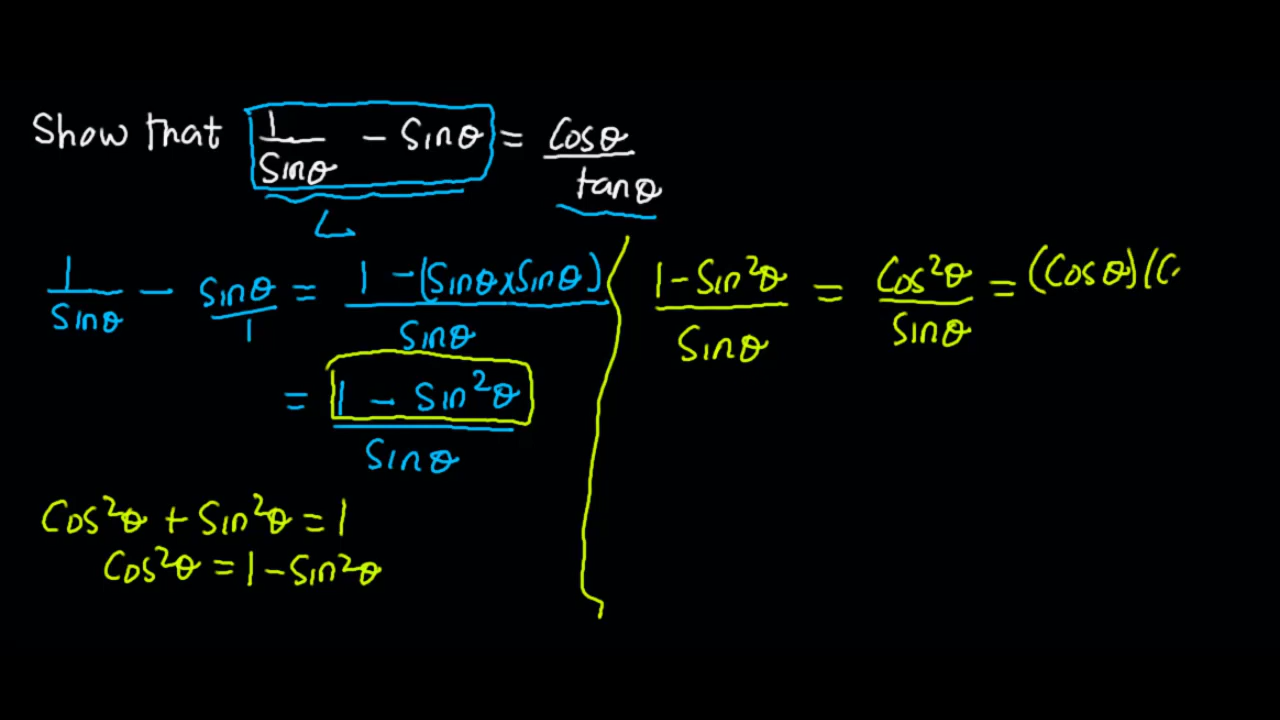 Show that 1/Sinθ - Sinθ = Cosθ/tanθ
1/Sinθ - Sinθ/1 = 1-(Sinθ×Sinθ)/Sinθ
= 1 - Sin²θ/Sinθ
Cos²θ + Sin²θ = 1
Cos²θ = 1 - Sin²θ
1-Sin²θ/Sinθ = Cos²θ/Sinθ = (Cosθ)(C